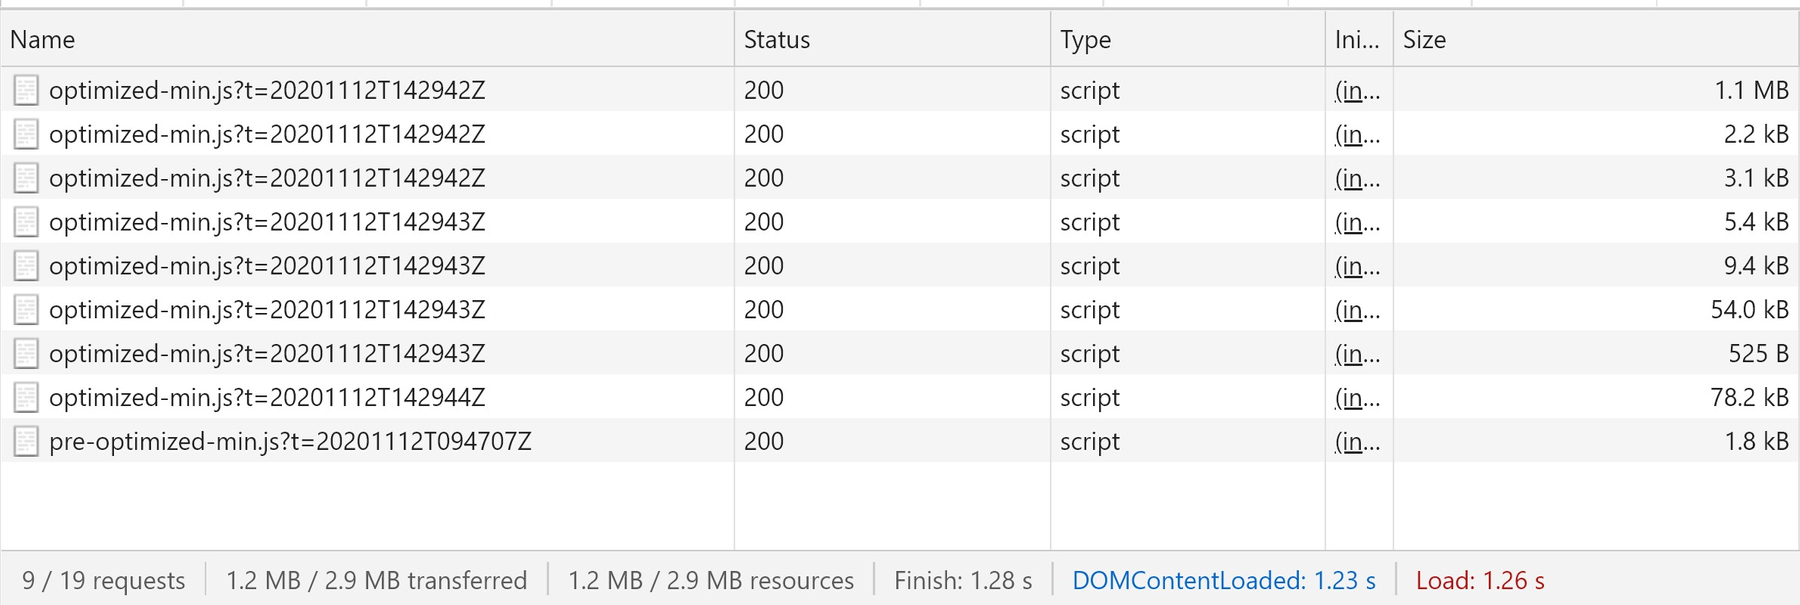 Name Status Type Ini... Size
optimized-min.js?t=20201112T142942Z 200 script (in... 1.1 MB
optimized-min.js?t=20201112T142942Z 200 script (in... 2.2 kB
optimized-min.js?t=20201112T142942Z 200 script (in... 3.1 kB
optimized-min.js?t=20201112T142943Z 200 script (in... 5.4 kB
optimized-min.js?t=20201112T142943Z 200 script (in... 9.4 kB
optimized-min.js?t=20201112T142943Z 200 script (in... 54.0 kB
optimized-min.js?t=20201112T142943Z 200 script (in... 525 B
optimized-min.js?t=20201112T142944Z 200 script (in... 78.2 kB
pre-optimized-min.js?t=20201112T094707Z 200 script (in... 1.8 kB
9 / 19 requests 1.2 MB / 2.9 MB transferred 1.2 MB / 2.9 MB resources Finish: 1.28 s DOMContentLoaded: 1.23 s Load: 1.26 s